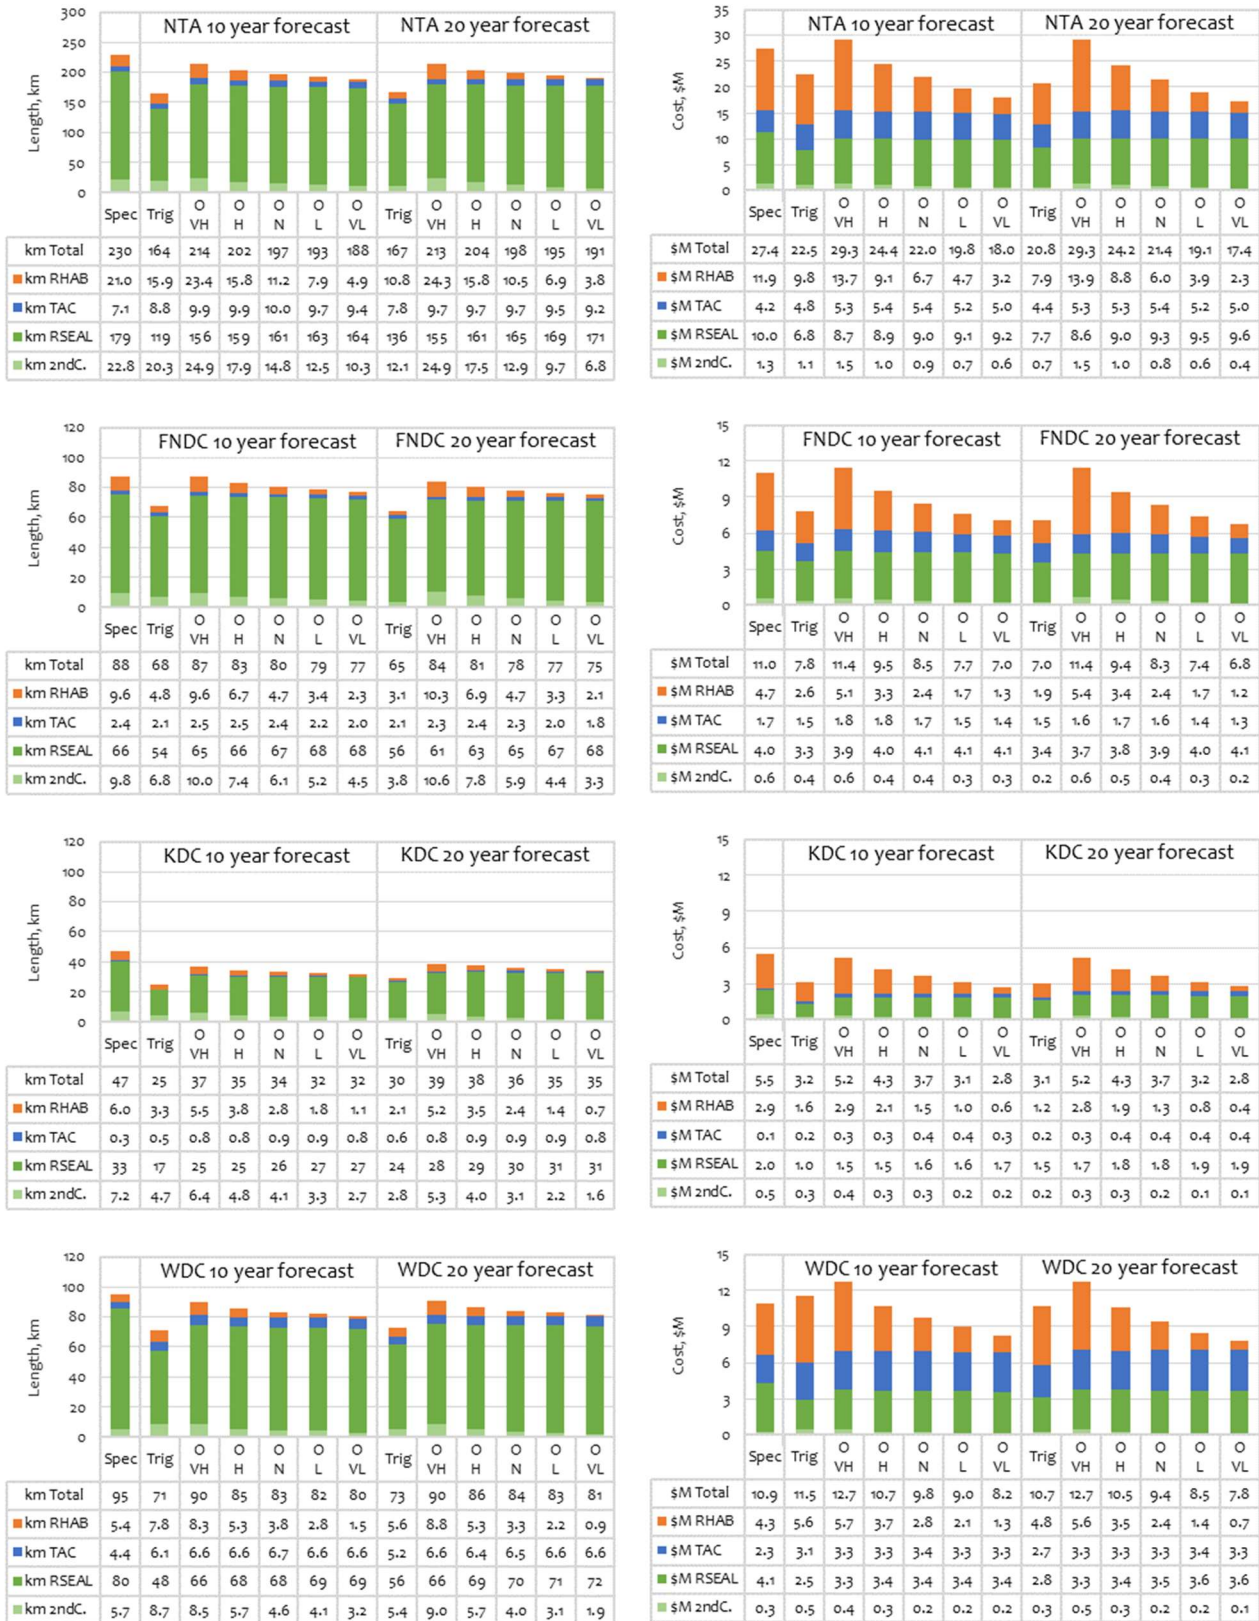 NTA 10 year forecast NTA 20 year forecast
Length, km
300
250
200
150
100
50
0
Spec Trig O VH O H O N O L O VL Trig O VH O H O N O L O VL
km Total 230 164 214 202 197 193 188 167 213 204 198 195 191
km RHAB 21.0 15.9 23.4 15.8 11.2 7.9 4.9 10.8 24.3 15.8 10.5 6.9 3.8
km TAC 7.1 8.8 9.9 9.9 10.0 9.7 9.4 7.8 9.7 9.7 9.7 9.5 9.2
km RSEAL 179 119 156 159 161 163 164 136 155 161 165 169 171
km 2ndC. 22.8 20.3 24.9 17.9 14.8 12.5 10.3 12.1 24.9 17.5 12.9 9.7 6.8
NTA 10 year forecast NTA 20 year forecast
Cost, $M
35
30
25
20
15
10
5
0
Spec Trig O VH O H O N O L O VL Trig O VH O H O N O L O VL
$M Total 27.4 22.5 29.3 24.4 22.0 19.8 18.0 20.8 29.3 24.2 21.4 19.1 17.4
$M RHAB 11.9 9.8 13.7 9.1 6.7 4.7 3.2 7.9 13.9 8.8 6.0 3.9 2.3
$M TAC 4.2 4.8 5.3 5.4 5.4 5.2 5.0 4.4 5.3 5.3 5.4 5.2 5.0
$M RSEAL 10.0 6.8 8.7 8.9 9.0 9.1 9.2 7.7 8.6 9.0 9.3 9.5 9.6
$M 2ndC. 1.3 1.1 1.5 1.0 0.9 0.7 0.6 0.7 1.5 1.0 0.8 0.6 0.4
FNDC 10 year forecast FNDC 20 year forecast
Length, km
120
100
80
60
40
20
0
Spec Trig O VH O H O N O L O VL Trig O VH O H O N O L O VL
km Total 88 68 87 83 80 79 77 65 84 81 78 77 75
km RHAB 9.6 4.8 9.6 6.7 4.7 3.4 2.3 3.1 10.3 6.9 4.7 3.3 2.1
km TAC 2.4 2.1 2.5 2.5 2.4 2.2 2.0 2.1 2.3 2.4 2.3 2.0 1.8
km RSEAL 66 54 65 66 67 68 68 56 61 63 65 67 68
km 2ndC. 9.8 6.8 10.0 7.4 6.1 5.2 4.5 3.8 10.6 7.8 5.9 4.4 3.3
FNDC 10 year forecast FNDC 20 year forecast
Cost, $M
15
12
9
6
3
0
Spec Trig O VH O H O N O L O VL Trig O VH O H O N O L O VL
$M Total 11.0 7.8 11.4 9.5 8.5 7.7 7.0 7.0 11.4 9.4 8.3 7.4 6.8
$M RHAB 4.7 2.6 5.1 3.3 2.4 1.7 1.3 1.9 5.4 3.4 2.4 1.7 1.2
$M TAC 1.7 1.5 1.8 1.8 1.7 1.5 1.4 1.5 1.6 1.7 1.6 1.4 1.3
$M RSEAL 4.0 3.3 3.9 4.0 4.1 4.1 4.1 3.4 3.7 3.8 3.9 4.0 4.1
$M 2ndC. 0.6 0.4 0.6 0.4 0.4 0.3 0.3 0.2 0.6 0.5 0.4 0.3 0.2
KDC 10 year forecast KDC 20 year forecast
Length, km
120
100
80
60
40
20
0
Spec Trig O VH O H O N O L O VL Trig O VH O H O N O L O VL
km Total 47 25 37 35 34 32 32 30 39 38 36 35 35
km RHAB 6.0 3.3 5.5 3.8 2.8 1.8 1.1 2.1 5.2 3.5 2.4 1.4 0.7
km TAC 0.3 0.5 0.8 0.8 0.9 0.9 0.8 0.6 0.8 0.9 0.9 0.9 0.8
km RSEAL 33 17 25 25 26 27 27 24 28 29 30 31 31
km 2ndC. 7.2 4.7 6.4 4.8 4.1 3.3 2.7 2.8 5.3 4.0 3.1 2.2 1.6
KDC 10 year forecast KDC 20 year forecast
Cost, $M
15
12
9
6
3
0
Spec Trig O VH O H O N O L O VL Trig O VH O H O N O L O VL
$M Total 5.5 3.2 5.2 4.3 3.7 3.1 2.8 3.1 5.2 4.3 3.7 3.2 2.8
$M RHAB 2.9 1.6 2.9 2.1 1.5 1.0 0.6 1.2 2.8 1.9 1.3 0.8 0.4
$M TAC 0.1 0.2 0.3 0.3 0.4 0.4 0.3 0.2 0.3 0.4 0.4 0.4 0.4
$M RSEAL 2.0 1.0 1.5 1.5 1.6 1.6 1.7 1.5 1.7 1.8 1.8 1.9 1.9
$M 2ndC. 0.5 0.3 0.4 0.3 0.3 0.2 0.2 0.2 0.3 0.3 0.2 0.1 0.1
WDC 10 year forecast WDC 20 year forecast
Length, km
120
100
80
60
40
20
0
Spec Trig O VH O H O N O L O VL Trig O VH O H O N O L O VL
km Total 95 71 90 85 83 82 80 73 90 86 84 83 81
km RHAB 5.4 7.8 8.3 5.3 3.8 2.8 1.5 5.6 8.8 5.3 3.3 2.2 0.9
km TAC 4.4 6.1 6.6 6.6 6.7 6.6 6.6 5.2 6.6 6.4 6.5 6.6 6.6
km RSEAL 80 48 66 68 68 69 69 56 66 69 70 71 72
km 2ndC. 5.7 8.7 8.5 5.7 4.6 4.1 3.2 5.4 9.0 5.7 4.0 3.1 1.9
WDC 10 year forecast WDC 20 year forecast
Cost, $M
15
12
9
6
3
0
Spec Trig O VH O H O N O L O VL Trig O VH O H O N O L O VL
$M Total 10.9 11.5 12.7 10.7 9.8 9.0 8.2 10.7 12.7 10.5 9.4 8.5 7.8
$M RHAB 4.3 5.6 5.7 3.7 2.8 2.1 1.3 4.8 5.6 3.5 2.4 1.4 0.7
$M TAC 2.3 3.1 3.3 3.3 3.4 3.3 3.3 2.7 3.3 3.3 3.3 3.4 3.3
$M RSEAL 4.1 2.5 3.3 3.4 3.4 3.4 3.4 2.8 3.3 3.4 3.5 3.6 3.6
$M 2ndC. 0.3 0.5 0.4 0.3 0.2 0.2 0.2 0.3 0.5 0.3 0.2 0.2 0.1